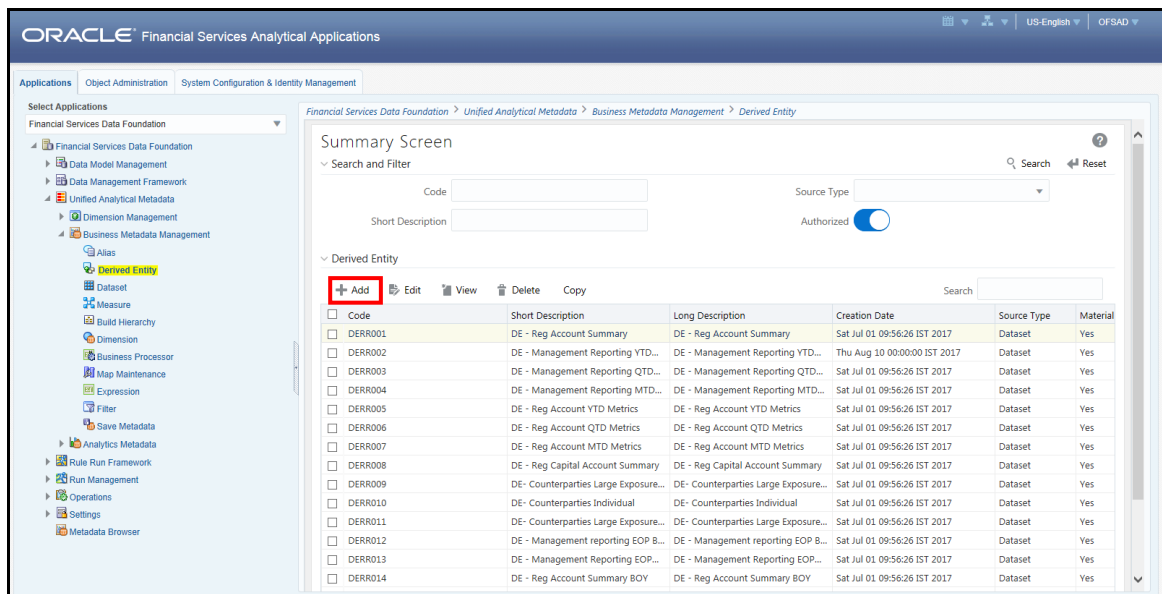 US-English OFSAD
ORACLE® Financial Services Analytical Applications
Applications Object Administration System Configuration & Identity Management
Select Applications
Financial Services Data Foundation
Financial Services Data Foundation
Data Model Management
Data Management Framework
Unified Analytical Metadata
Dimension Management
Business Metadata Management
Alias
Derived Entity
Dataset
Measure
Build Hierarchy
Dimension
Business Processor
Map Maintenance
Expression
Filter
Save Metadata
Analytics Metadata
Rule Run Framework
Run Management
Operations
Settings
Metadata Browser
Financial Services Data Foundation > Unified Analytical Metadata > Business Metadata Management > Derived Entity
Summary Screen ?
Search and Filter Search Reset
Code Source Type
Short Description Authorized
Derived Entity
Add Edit View Delete Copy Search
Code Short Description Long Description Creation Date Source Type Material
DERR001 DE - Reg Account Summary DE - Reg Account Summary Sat Jul 01 09:56:26 IST 2017 Dataset Yes
DERR002 DE - Management Reporting YTD... DE - Management Reporting YTD... Thu Aug 10 00:00:00 IST 2017 Dataset Yes
DERR003 DE - Management Reporting QTD... DE - Management Reporting QTD... Sat Jul 01 09:56:26 IST 2017 Dataset Yes
DERR004 DE - Management Reporting MTD... DE - Management Reporting MTD... Sat Jul 01 09:56:26 IST 2017 Dataset Yes
DERR005 DE - Reg Account YTD Metrics DE - Reg Account YTD Metrics Sat Jul 01 09:56:26 IST 2017 Dataset Yes
DERR006 DE - Reg Account QTD Metrics DE - Reg Account QTD Metrics Sat Jul 01 09:56:26 IST 2017 Dataset Yes
DERR007 DE - Reg Account MTD Metrics DE - Reg Account MTD Metrics Sat Jul 01 09:56:26 IST 2017 Dataset Yes
DERR008 DE - Reg Capital Account Summary DE - Reg Capital Account Summary Sat Jul 01 09:56:26 IST 2017 Dataset Yes
DERR009 DE- Counterparties Large Exposure... DE- Counterparties Large Exposure... Sat Jul 01 09:56:26 IST 2017 Dataset Yes
DERR010 DE- Counterparties Individual DE- Counterparties Individual Sat Jul 01 09:56:26 IST 2017 Dataset Yes
DERR011 DE- Counterparties Large Exposure... DE- Counterparties Large Exposure... Sat Jul 01 09:56:26 IST 2017 Dataset Yes
DERR012 DE - Management reporting EOP B... DE - Management reporting EOP B... Sat Jul 01 09:56:26 IST 2017 Dataset Yes
DERR013 DE - Management Reporting EOP... DE - Management Reporting EOP... Sat Jul 01 09:56:26 IST 2017 Dataset Yes
DERR014 DE - Reg Account Summary BOY DE - Reg Account Summary BOY Sat Jul 01 09:56:26 IST 2017 Dataset Yes